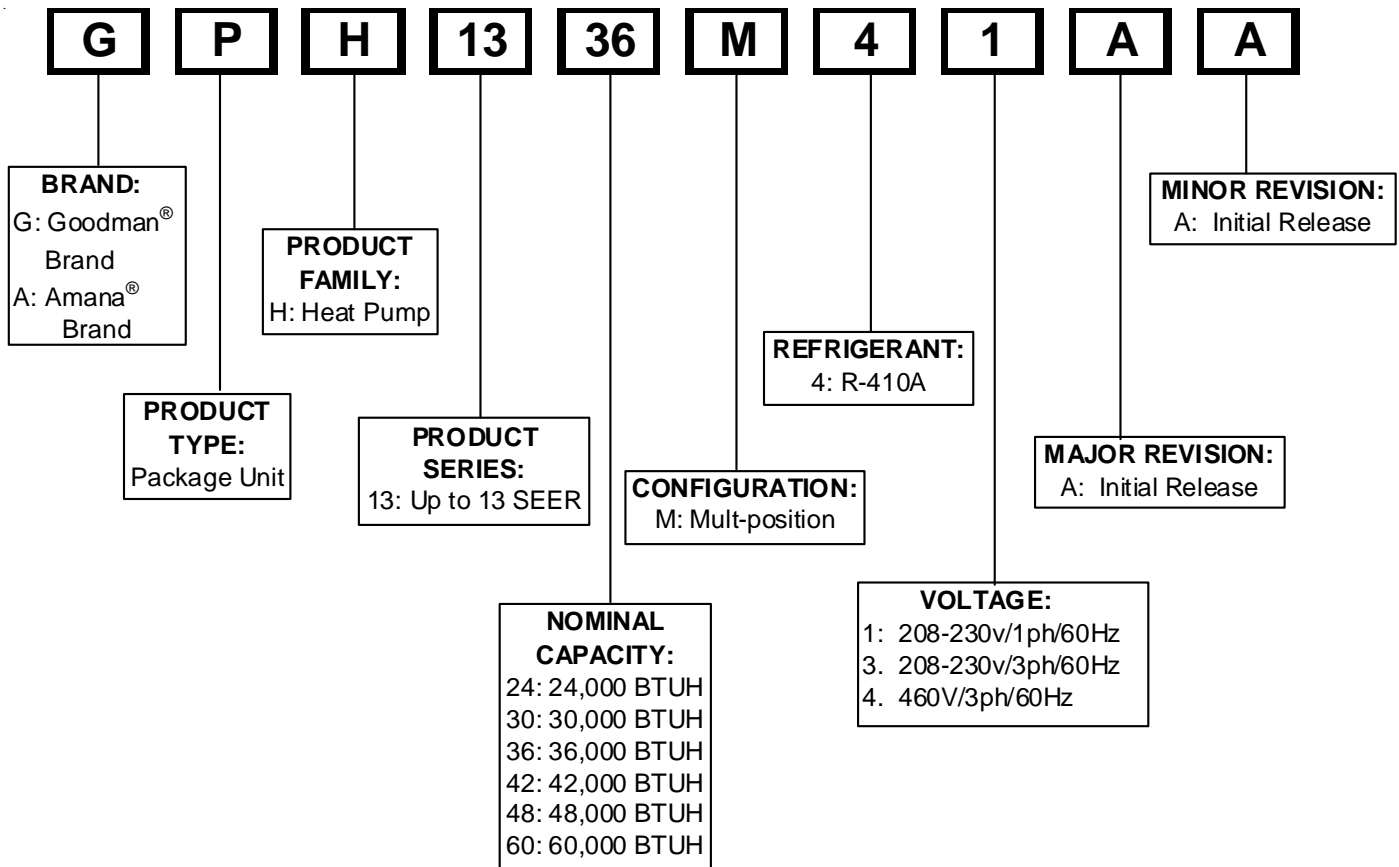 G P H 13 36 M 4 1 A A
BRAND:
G: Goodman®
Brand
A: Amana®
Brand
PRODUCT
TYPE:
Package Unit
PRODUCT
FAMILY:
H: Heat Pump
PRODUCT
SERIES:
13: Up to 13 SEER
NOMINAL
CAPACITY:
24: 24,000 BTUH
30: 30,000 BTUH
36: 36,000 BTUH
42: 42,000 BTUH
48: 48,000 BTUH
60: 60,000 BTUH
CONFIGURATION:
M: Mult-position
REFRIGERANT:
4: R-410A
VOLTAGE:
1: 208-230v/1ph/60Hz
3. 208-230v/3ph/60Hz
4. 460V/3ph/60Hz
MAJOR REVISION:
A: Initial Release
MINOR REVISION:
A: Initial Release